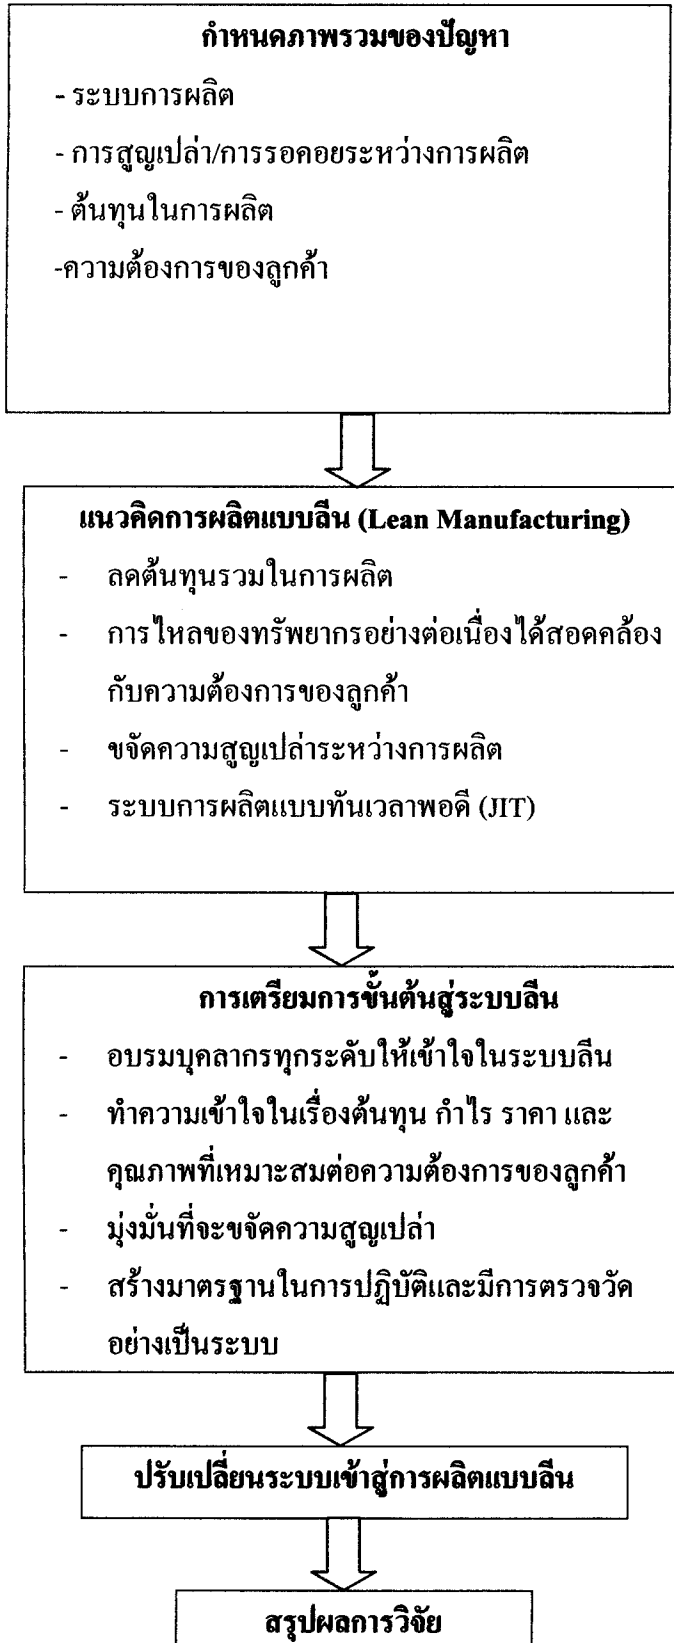 กำหนดภาพรวมของปัญหา
- ระบบการผลิต
- การสูญเปล่า/การรอคอยระหว่างการผลิต
- ต้นทุนในการผลิต
-ความต้องการของลูกค้า
แนวคิดการผลิตแบบลีน (Lean Manufacturing)
- ลดต้นทุนรวมในการผลิต
- การไหลของทรัพยากรอย่างต่อเนื่องได้สอดคล้อง
กับความต้องการของลูกค้า
- ขจัดความสูญเปล่าระหว่างการผลิต
- ระบบการผลิตแบบทันเวลาพอดี (JIT)
การเตรียมการขั้นต้นสู่ระบบลีน
- อบรมบุคลากรทุกระดับให้เข้าใจในระบบลีน
- ทำความเข้าใจในเรื่องต้นทุน กำไร ราคา และ
คุณภาพที่เหมาะสมต่อความต้องการของลูกค้า
- มุ่งมั่นที่จะขจัดความสูญเปล่า
- สร้างมาตรฐานในการปฏิบัติและมีการตรวจวัด
อย่างเป็นระบบ
ปรับเปลี่ยนระบบเข้าสู่การผลิตแบบลีน
สรุปผลการวิจัย